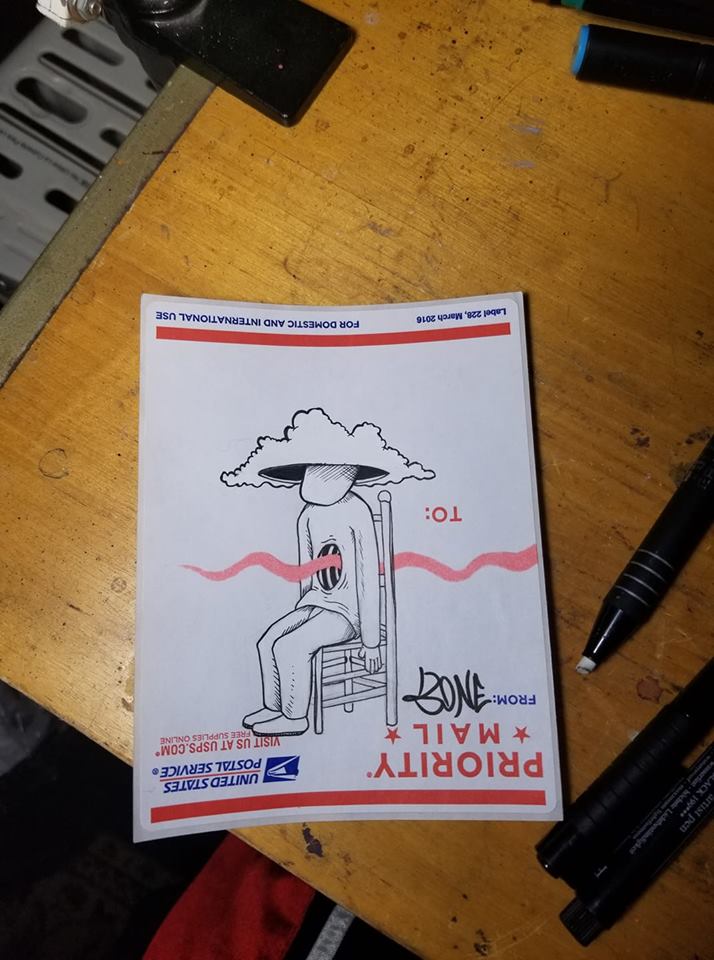 Label 228, March 2016
FOR DOMESTIC AND INTERNATIONAL USE
TO:
FROM:
BONE
PRIORITY®
★ MAIL ★
UNITED STATES
POSTAL SERVICE®
VISIT US AT USPS.COM®
FREE SUPPLIES ONLINE